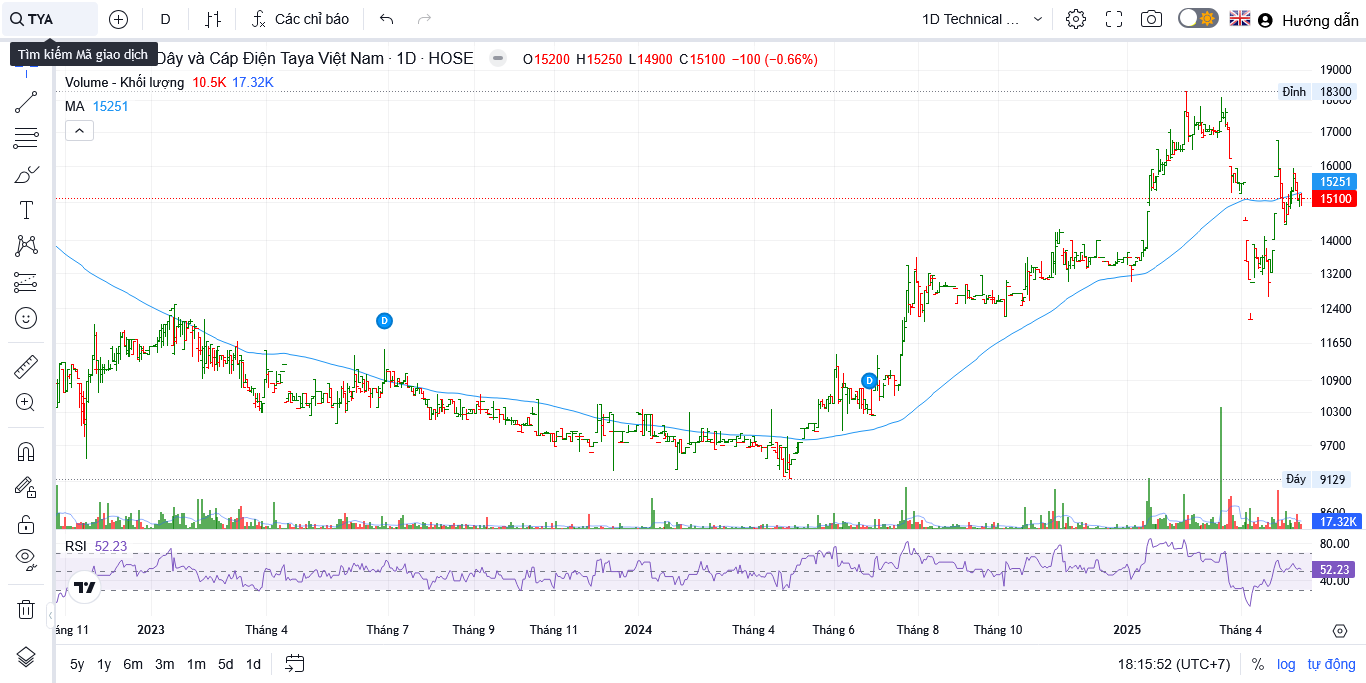 TYA
D
Các chỉ báo
1D Technical ...
Hướng dẫn
Tìm kiếm Mã giao dịch
Dây và Cáp Điện Taya Việt Nam · 1D · HOSE
O15200 H15250 L14900 C15100 −100 (−0.66%)
Volume - Khối lượng 10.5K 17.32K
MA 15251
19000
Đỉnh 18300
18000
17000
16000
15251
15100
14000
13200
12400
11650
10900
10300
9700
Đáy 9129
8600
17.32K
D
D
RSI 52.23
80.00
52.23
40.00
áng 11 2023 Tháng 4 Tháng 7 Tháng 9 Tháng 11 2024 Tháng 4 Tháng 6 Tháng 8 Tháng 10 2025 Tháng 4
5y 1y 6m 3m 1m 5d 1d
18:15:52 (UTC+7) % log tự động